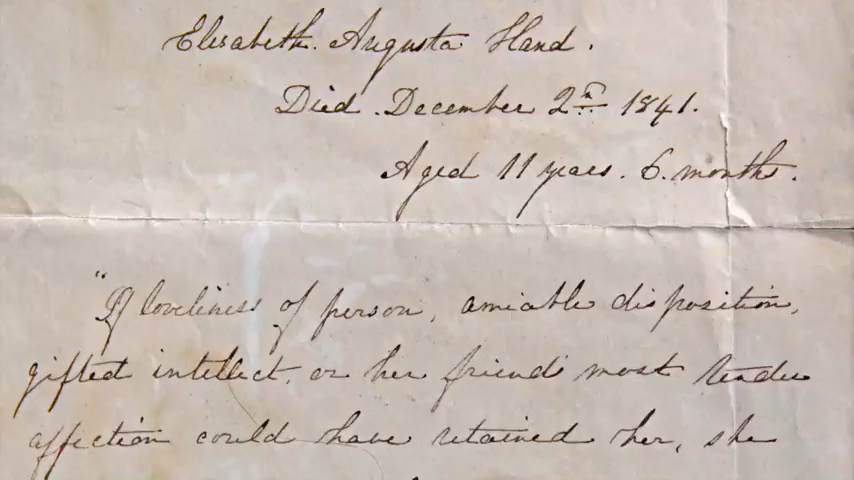 Elisabeth. Augusta Hand.
Died. December 2n 1841.
Aged 11 years. 6. months.
"If loveliness of person, amiable disposition,
gifted intellect, or her friends most tender
affection could have retained her, she